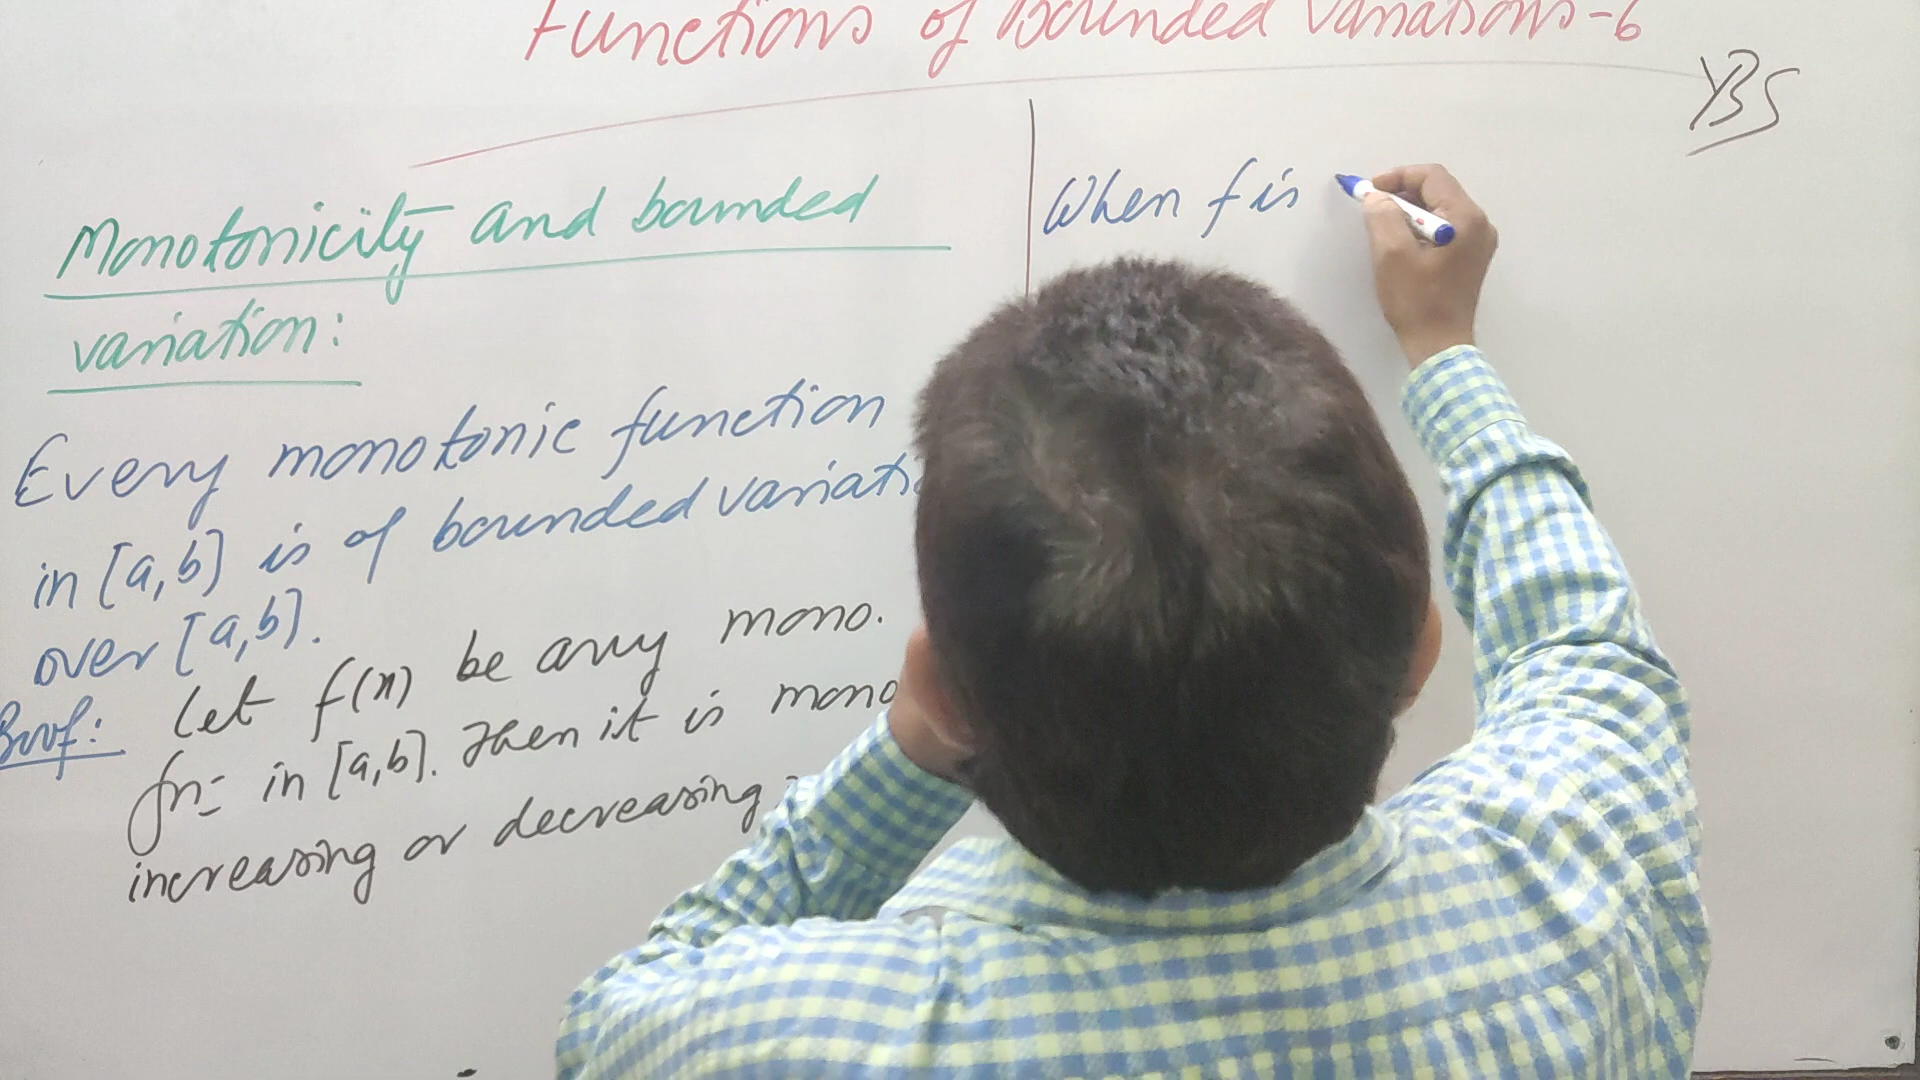 Functions of Bounded Variations-6
YBS
Monotonicity and bounded
variation:
Every monotonic function
in [a,b] is of bounded variati
over [a,b].
Proof: Let f(x) be any mono.
fn= in [a,b]. Then it is mono
increasing or decreasing
When f is